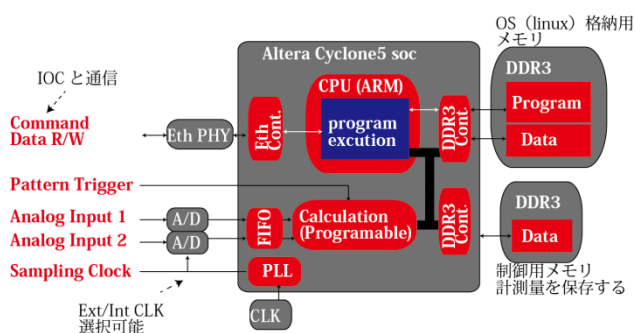 OS（linux）格納用
メモリ
Altera Cyclone5 soc
IOC と通信
CPU (ARM)
DDR3
Command
Data R/W
Eth PHY
Eth
Cont.
program
excution
DDR3
Cont.
Program
Data
Pattern Trigger
Analog Input 1
Analog Input 2
A/D
A/D
FIFO
Calculation
(Programable)
DDR3
Cont.
DDR3
Data
Sampling Clock
PLL
制御用メモリ
計測量を保存する
Ext/Int CLK
選択可能
CLK